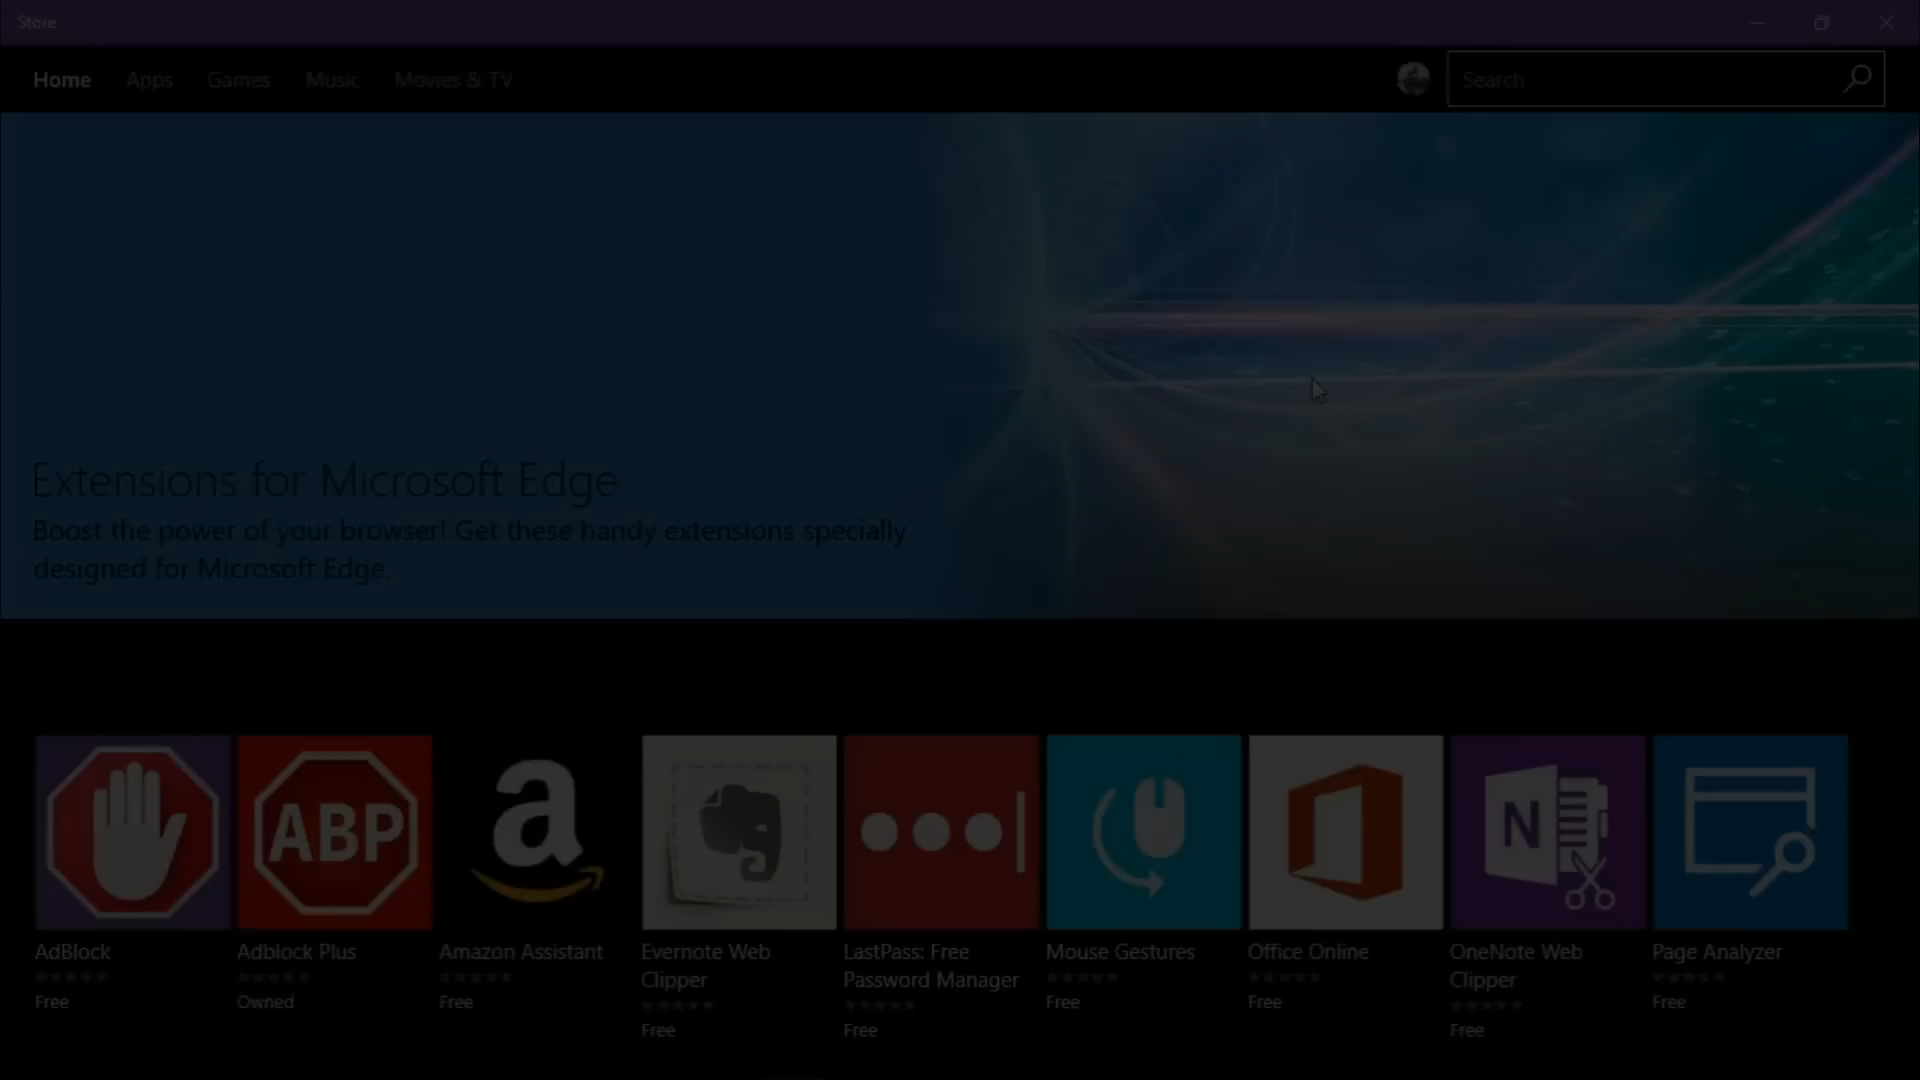 Store
Home Apps Games Music Movies & TV Search
Extensions for Microsoft Edge
Boost the power of your browser! Get these handy extensions specially
designed for Microsoft Edge.
ABP
a
N
AdBlock
Free
Adblock Plus
Owned
Amazon Assistant
Free
Evernote Web
Clipper
Free
LastPass: Free
Password Manager
Free
Mouse Gestures
Free
Office Online
Free
OneNote Web
Clipper
Free
Page Analyzer
Free